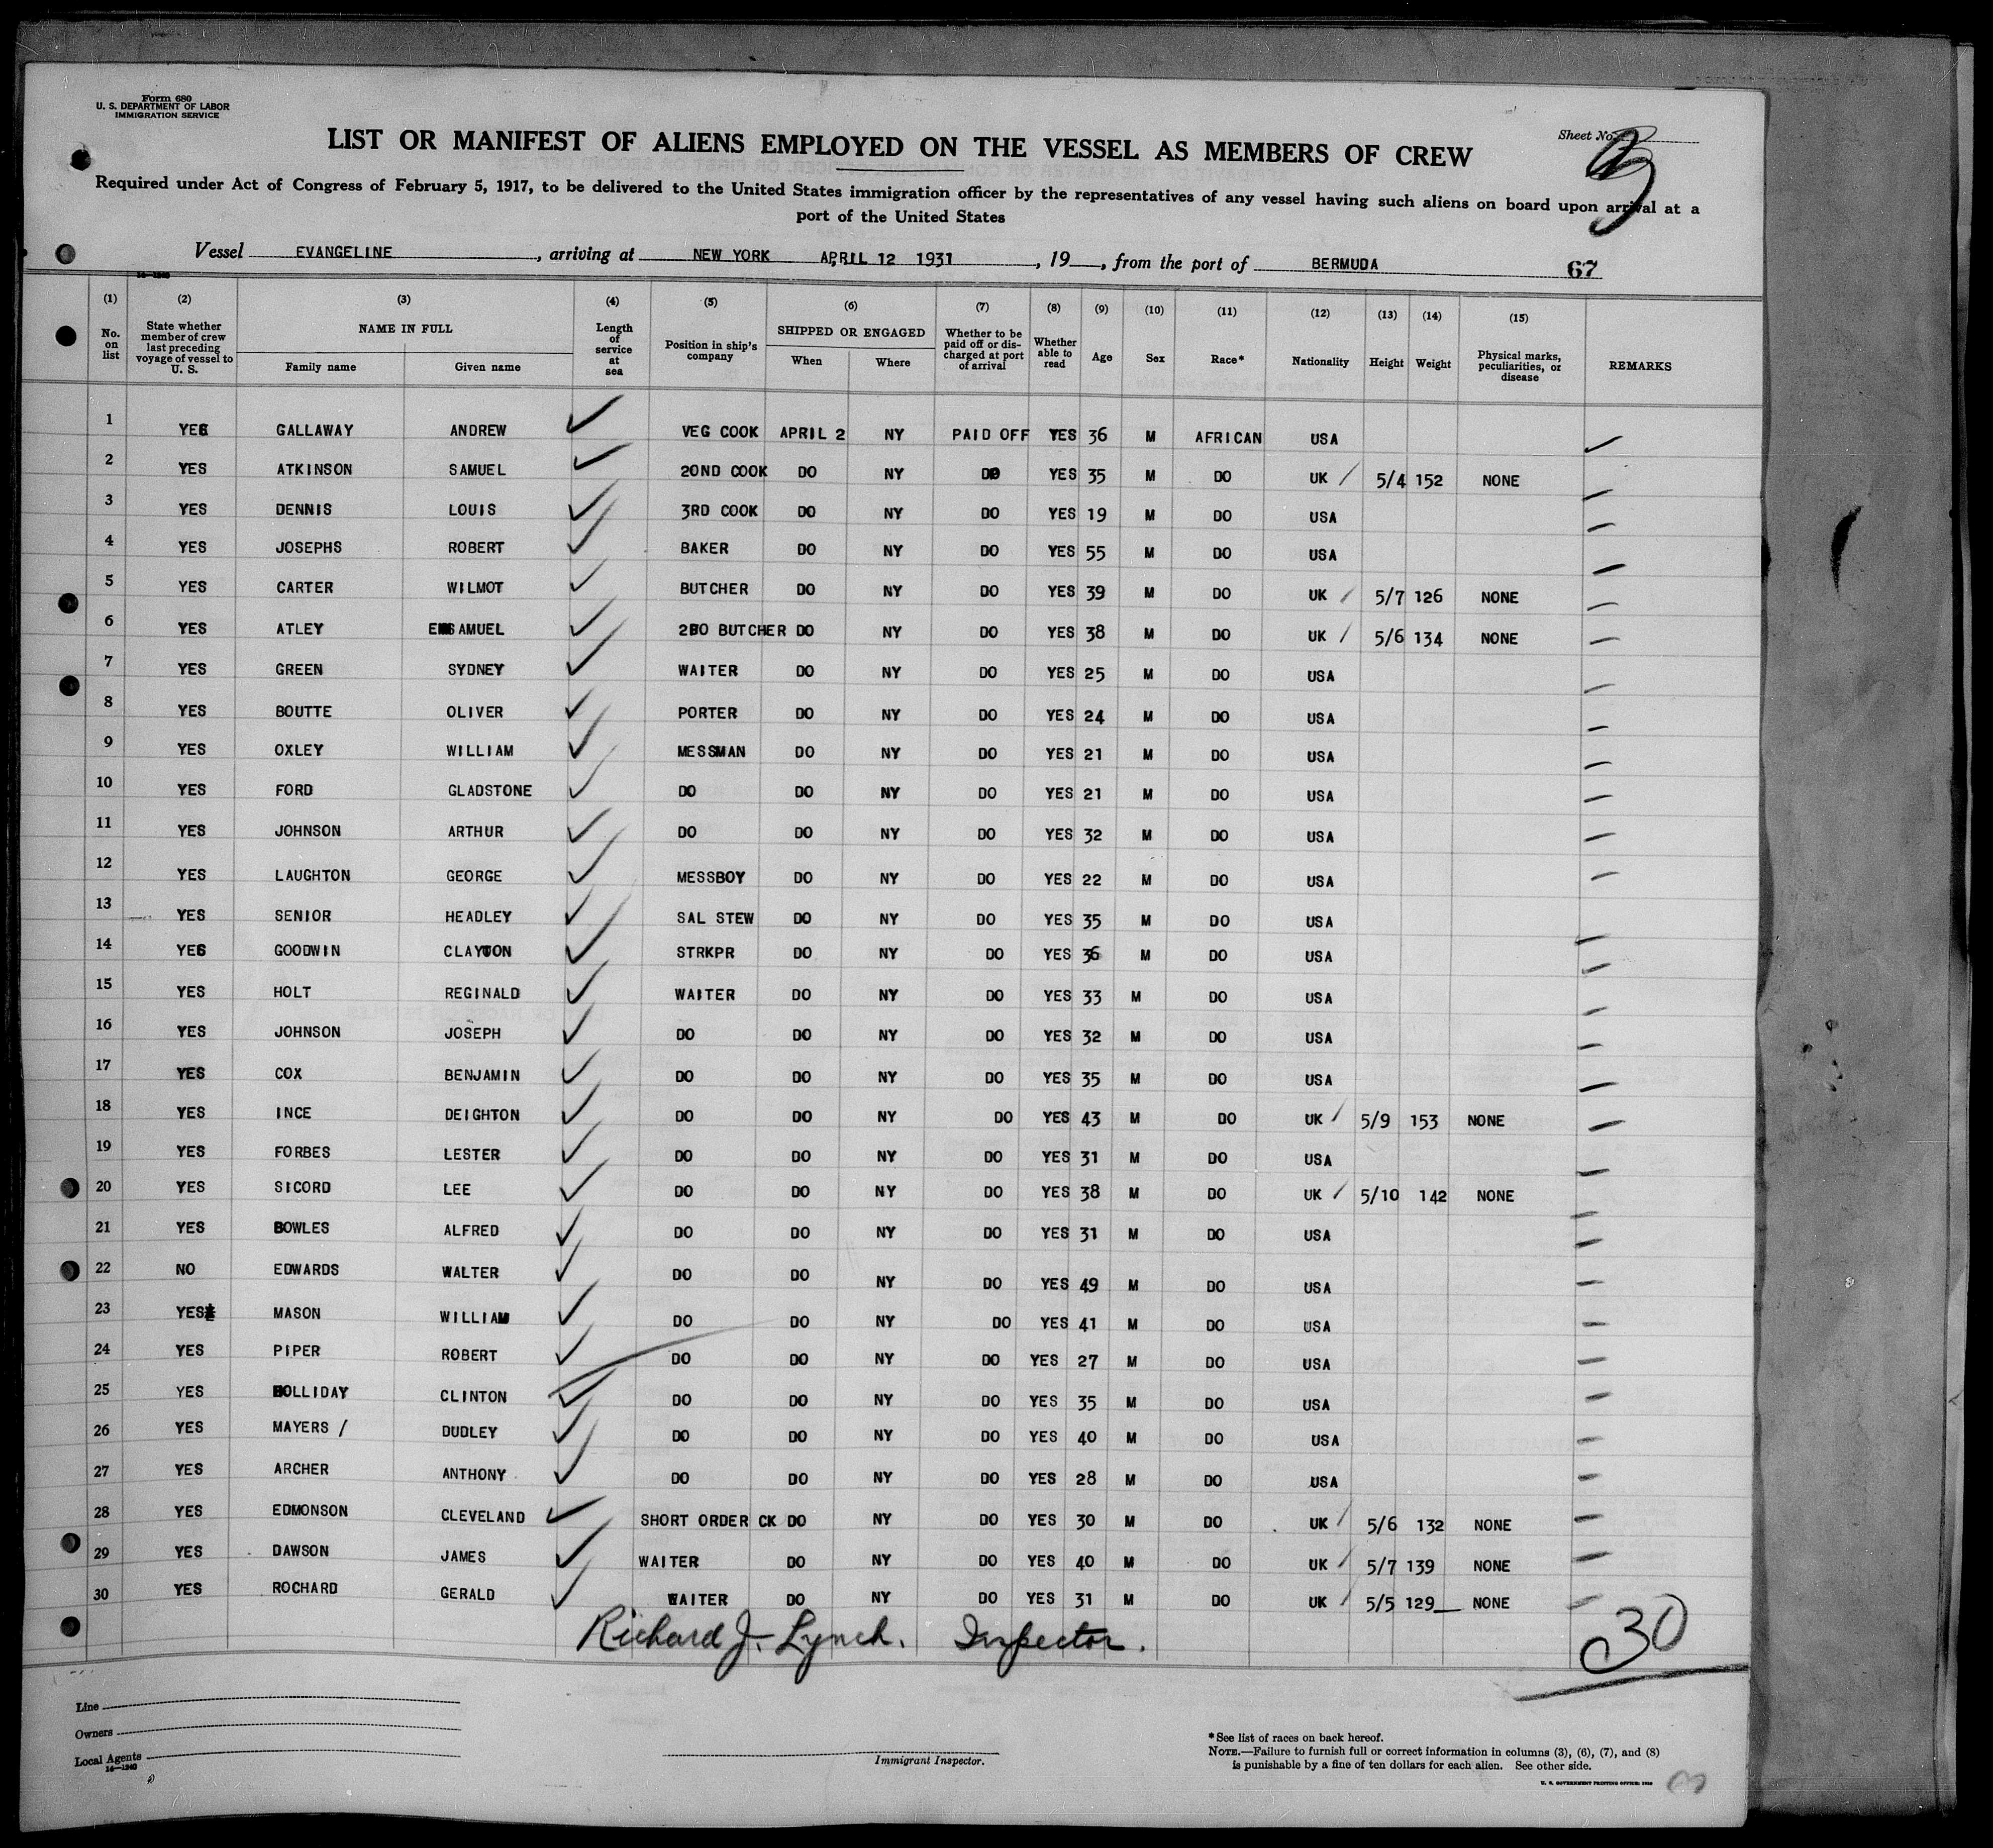 Form 680
U. S. DEPARTMENT OF LABOR
IMMIGRATION SERVICE
Sheet No.
LIST OR MANIFEST OF ALIENS EMPLOYED ON THE VESSEL AS MEMBERS OF CREW
Required under Act of Congress of February 5, 1917, to be delivered to the United States immigration officer by the representatives of any vessel having such aliens on board upon arrival at a
port of the United States
Vessel EVANGELINE, arriving at NEW YORK APRIL 12 1931, 19, from the port of BERMUDA 67
(1) No. on list (2) State whether member of crew last preceding voyage of vessel to U. S. (3) NAME IN FULL Family name Given name (4) Length of service at sea (5) Position in ship's company (6) SHIPPED OR ENGAGED When Where (7) Whether to be paid off or discharged at port of arrival (8) Whether able to read (9) Age (10) Sex (11) Race* (12) Nationality (13) Height (14) Weight (15) Physical marks, peculiarities, or disease REMARKS
1 YES GALLAWAY ANDREW VEG COOK APRIL 2 NY PAID OFF YES 36 M AFRICAN USA
2 YES ATKINSON SAMUEL 20ND COOK DO NY DO YES 35 M DO UK / 5/4 152 NONE
3 YES DENNIS LOUIS 3RD COOK DO NY DO YES 19 M DO USA
4 YES JOSEPHS ROBERT BAKER DO NY DO YES 55 M DO USA
5 YES CARTER WILMOT BUTCHER DO NY DO YES 39 M DO UK / 5/7 126 NONE
6 YES ATLEY SAMUEL BUTCHER DO NY DO YES 38 M DO UK / 5/6 134 NONE
7 YES GREEN SYDNEY WAITER DO NY DO YES 25 M DO USA
8 YES BOUTTE OLIVER PORTER DO NY DO YES 24 M DO USA
9 YES OXLEY WILLIAM MESSMAN DO NY DO YES 21 M DO USA
10 YES FORD GLADSTONE DO DO NY DO YES 21 M DO USA
11 YES JOHNSON ARTHUR DO DO NY DO YES 32 M DO USA
12 YES LAUGHTON GEORGE MESSBOY DO NY DO YES 22 M DO USA
13 YES SENIOR HEADLEY SAL STEW DO NY DO YES 35 M DO USA
14 YES GOODWIN CLAYTON STRKPR DO NY DO YES 36 M DO USA
15 YES HOLT REGINALD WAITER DO NY DO YES 33 M DO USA
16 YES JOHNSON JOSEPH DO DO NY DO YES 32 M DO USA
17 YES COX BENJAMIN DO DO NY DO YES 35 M DO USA
18 YES INCE DEIGHTON DO DO NY DO YES 43 M DO UK / 5/9 153 NONE
19 YES FORBES LESTER DO DO NY DO YES 31 M DO USA
20 YES SICORD LEE DO DO NY DO YES 38 M DO UK / 5/10 142 NONE
21 YES BOWLES ALFRED DO DO NY DO YES 31 M DO USA
22 NO EDWARDS WALTER DO DO NY DO YES 49 M DO USA
23 YES MASON WILLIAM DO DO NY DO YES 41 M DO USA
24 YES PIPER ROBERT DO DO NY DO YES 27 M DO USA
25 YES HOLLIDAY CLINTON DO DO NY DO YES 35 M DO USA
26 YES MAYERS / DUDLEY DO DO NY DO YES 40 M DO USA
27 YES ARCHER ANTHONY DO DO NY DO YES 28 M DO USA
28 YES EDMONSON CLEVELAND SHORT ORDER CK DO NY DO YES 30 M DO UK / 5/6 132 NONE
29 YES DAWSON JAMES WAITER DO NY DO YES 40 M DO UK / 5/7 139 NONE
30 YES ROCHARD GERALD WAITER DO NY DO YES 31 M DO UK / 5/5 129 NONE
Richard J. Lynch. Inspector. 30
Line
Owners
Local Agents
14—1240
Immigrant Inspector.
*See list of races on back hereof.
NOTE.—Failure to furnish full or correct information in columns (3), (6), (7), and (8)
is punishable by a fine of ten dollars for each alien. See other side.